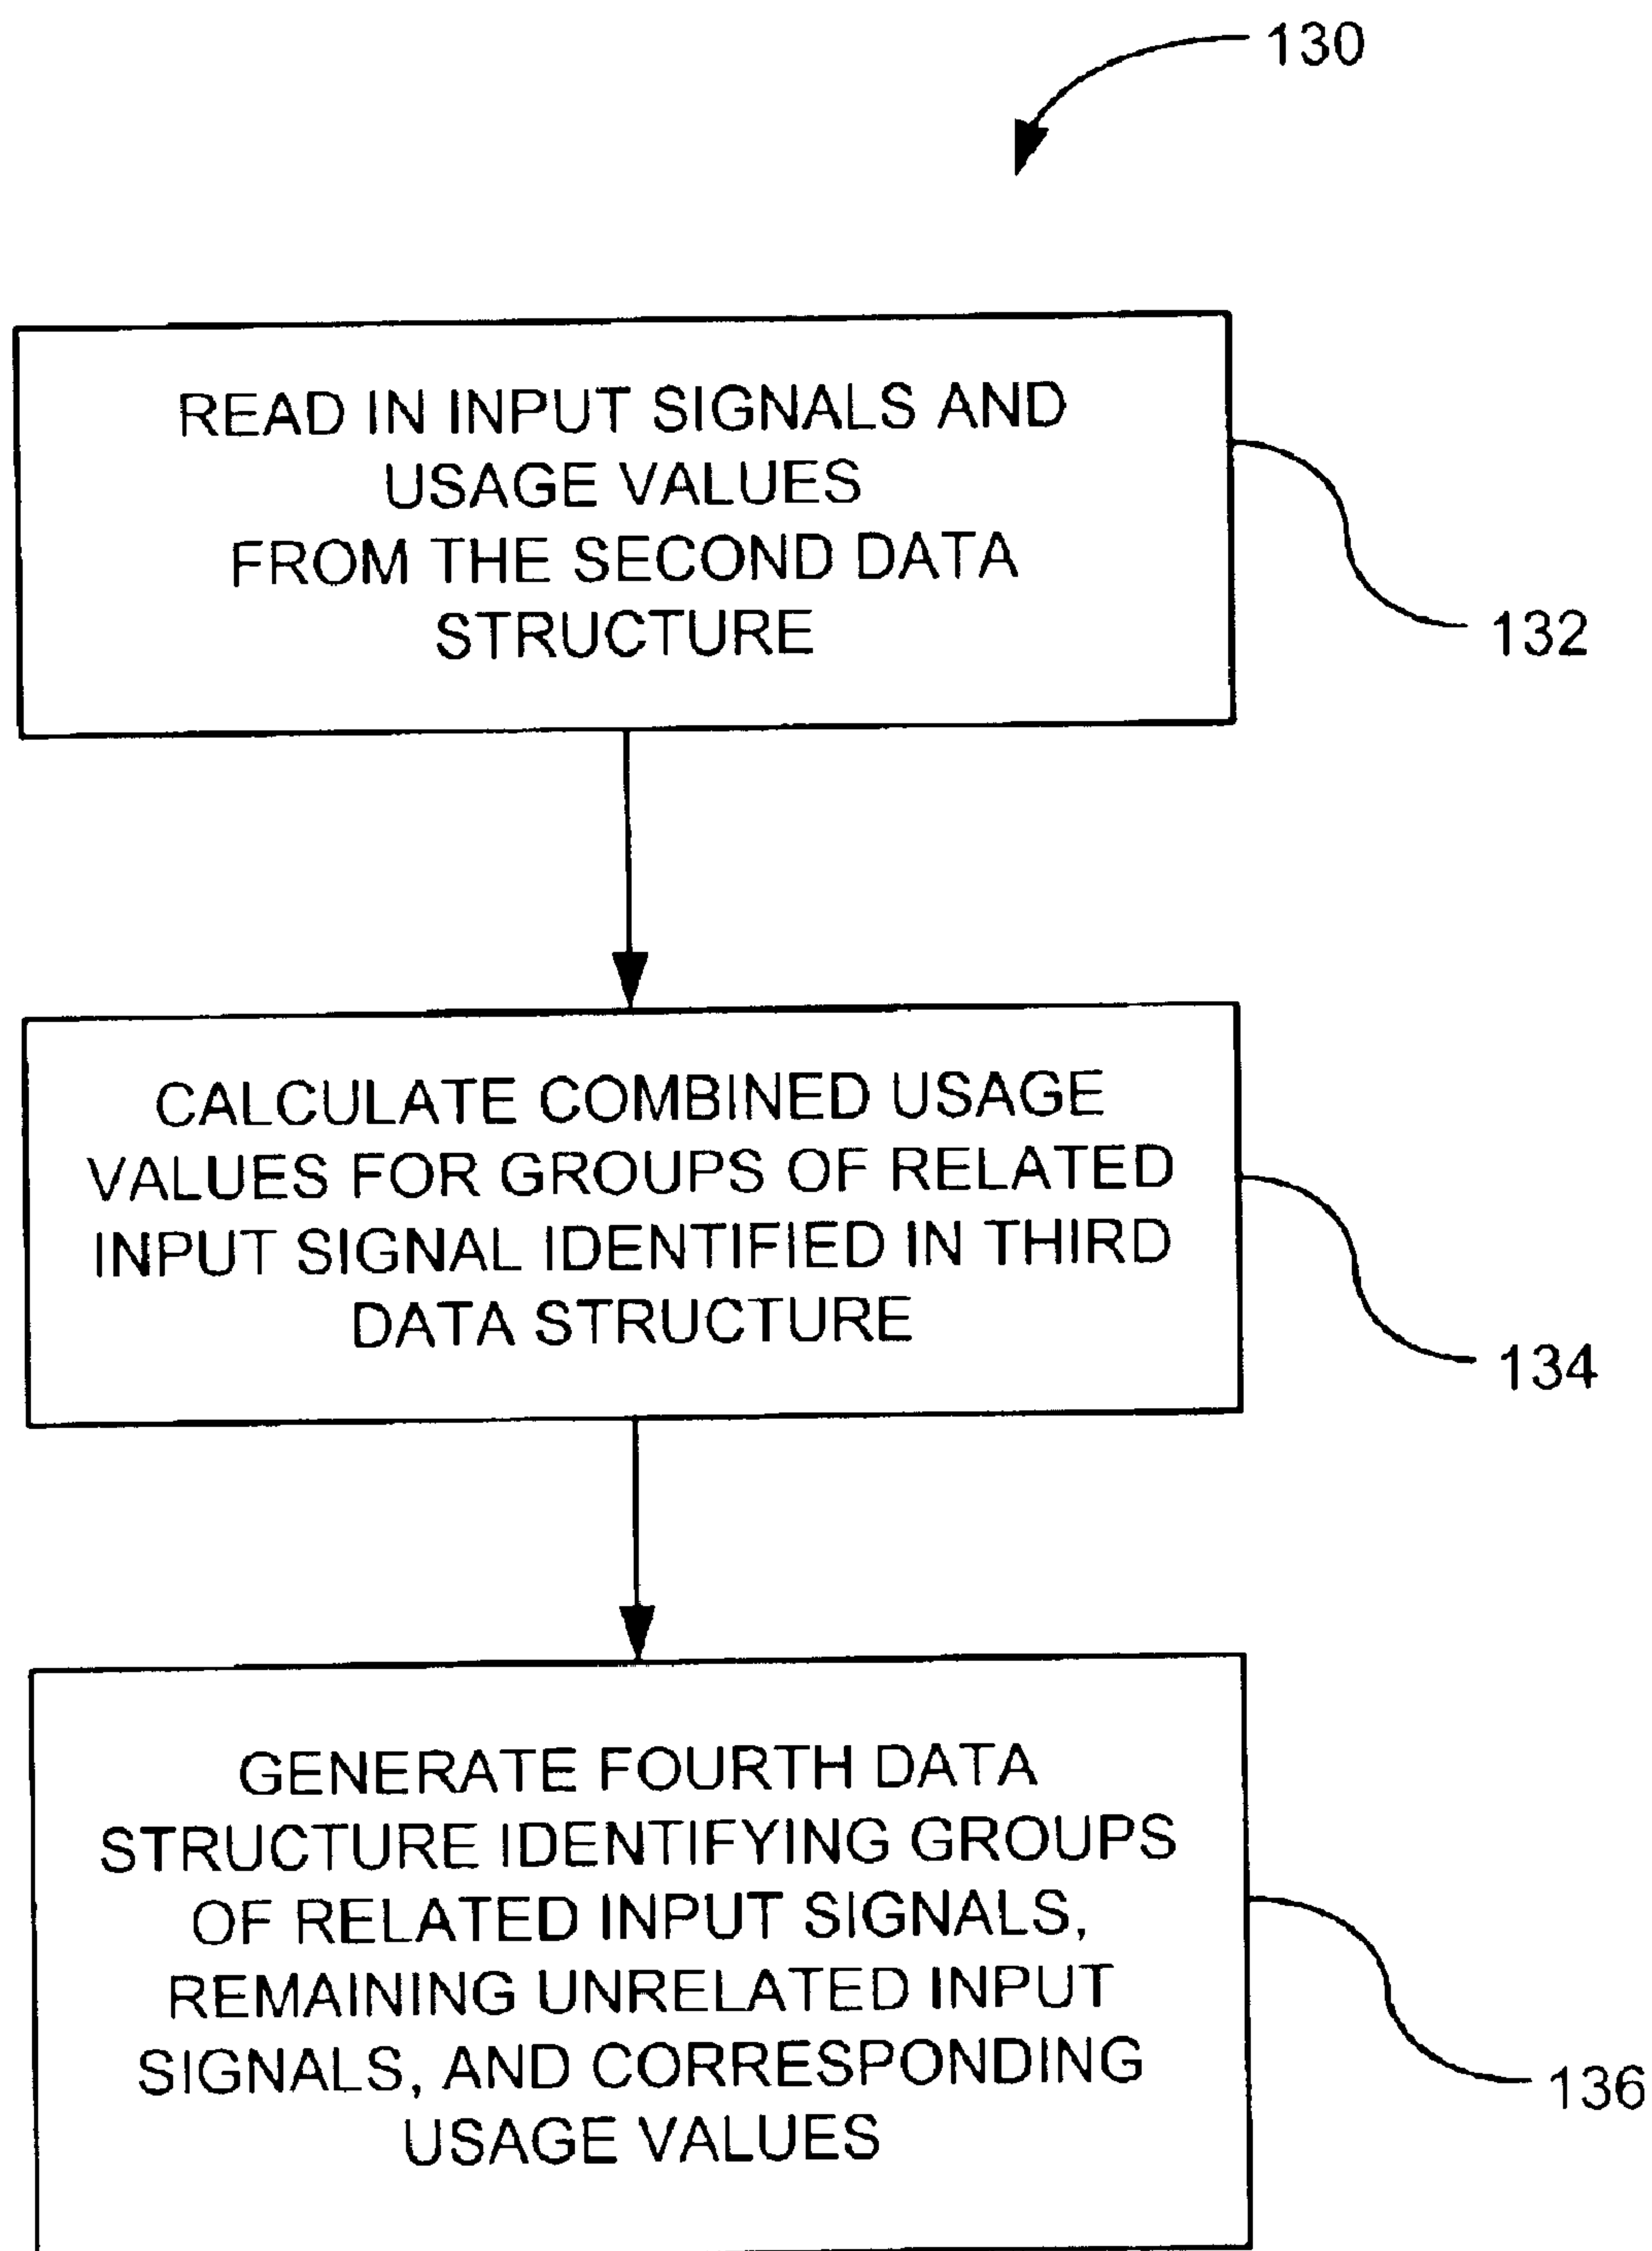 130
READ IN INPUT SIGNALS AND
USAGE VALUES
FROM THE SECOND DATA
STRUCTURE
132
CALCULATE COMBINED USAGE
VALUES FOR GROUPS OF RELATED
INPUT SIGNAL IDENTIFIED IN THIRD
DATA STRUCTURE
134
GENERATE FOURTH DATA
STRUCTURE IDENTIFYING GROUPS
OF RELATED INPUT SIGNALS,
REMAINING UNRELATED INPUT
SIGNALS, AND CORRESPONDING
USAGE VALUES
136